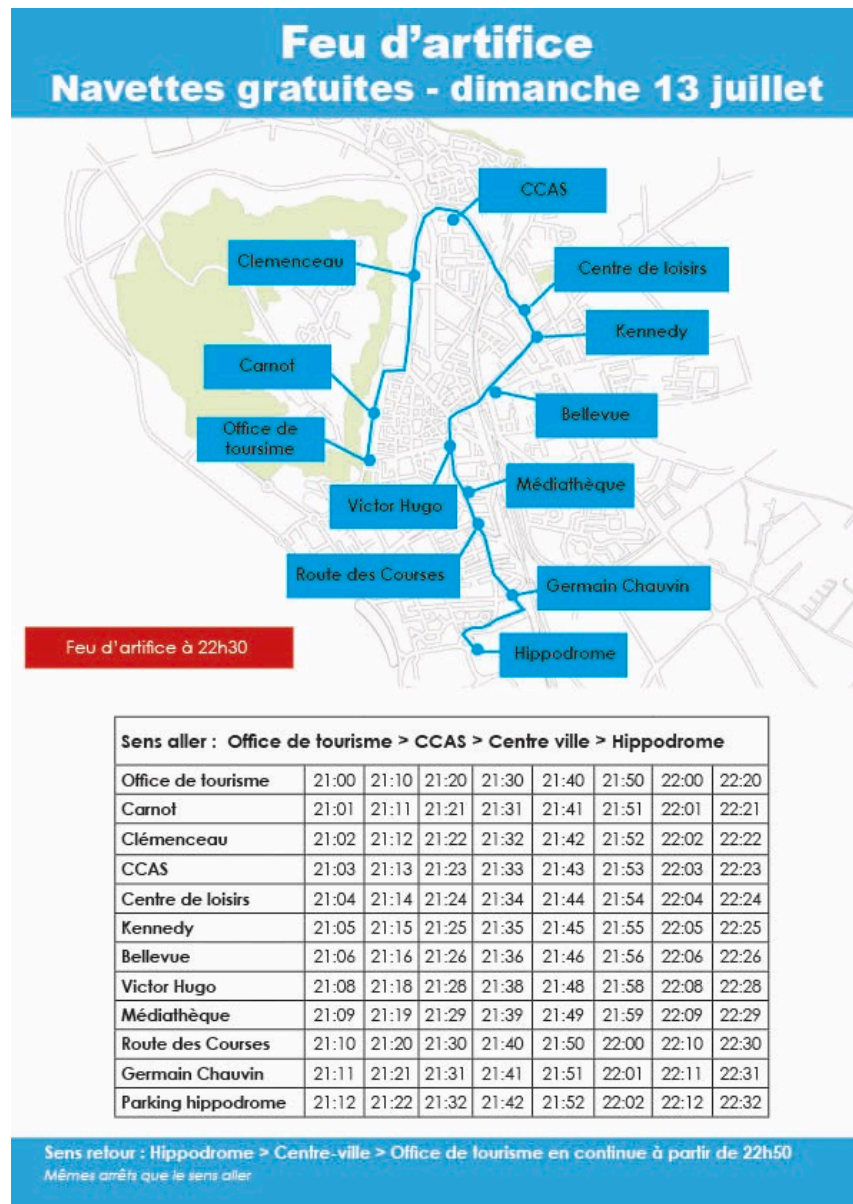 Feu d'artifice
Navettes gratuites - dimanche 13 juillet
CCAS
Clemenceau
Centre de loisirs
Kennedy
Carnot
Bellevue
Office de
toursime
Médiathèque
Victor Hugo
Route des Courses
Germain Chauvin
Feu d'artifice à 22h30
Hippodrome
Sens aller : Office de tourisme > CCAS > Centre ville > Hippodrome
Office de tourisme 21:00 21:10 21:20 21:30 21:40 21:50 22:00 22:20
Carnot 21:01 21:11 21:21 21:31 21:41 21:51 22:01 22:21
Clémenceau 21:02 21:12 21:22 21:32 21:42 21:52 22:02 22:22
CCAS 21:03 21:13 21:23 21:33 21:43 21:53 22:03 22:23
Centre de loisirs 21:04 21:14 21:24 21:34 21:44 21:54 22:04 22:24
Kennedy 21:05 21:15 21:25 21:35 21:45 21:55 22:05 22:25
Bellevue 21:06 21:16 21:26 21:36 21:46 21:56 22:06 22:26
Victor Hugo 21:08 21:18 21:28 21:38 21:48 21:58 22:08 22:28
Médiathèque 21:09 21:19 21:29 21:39 21:49 21:59 22:09 22:29
Route des Courses 21:10 21:20 21:30 21:40 21:50 22:00 22:10 22:30
Germain Chauvin 21:11 21:21 21:31 21:41 21:51 22:01 22:11 22:31
Parking hippodrome 21:12 21:22 21:32 21:42 21:52 22:02 22:12 22:32
Sens retour : Hippodrome > Centre-ville > Office de tourisme en continue à partir de 22h50
Mêmes arrêts que le sens aller